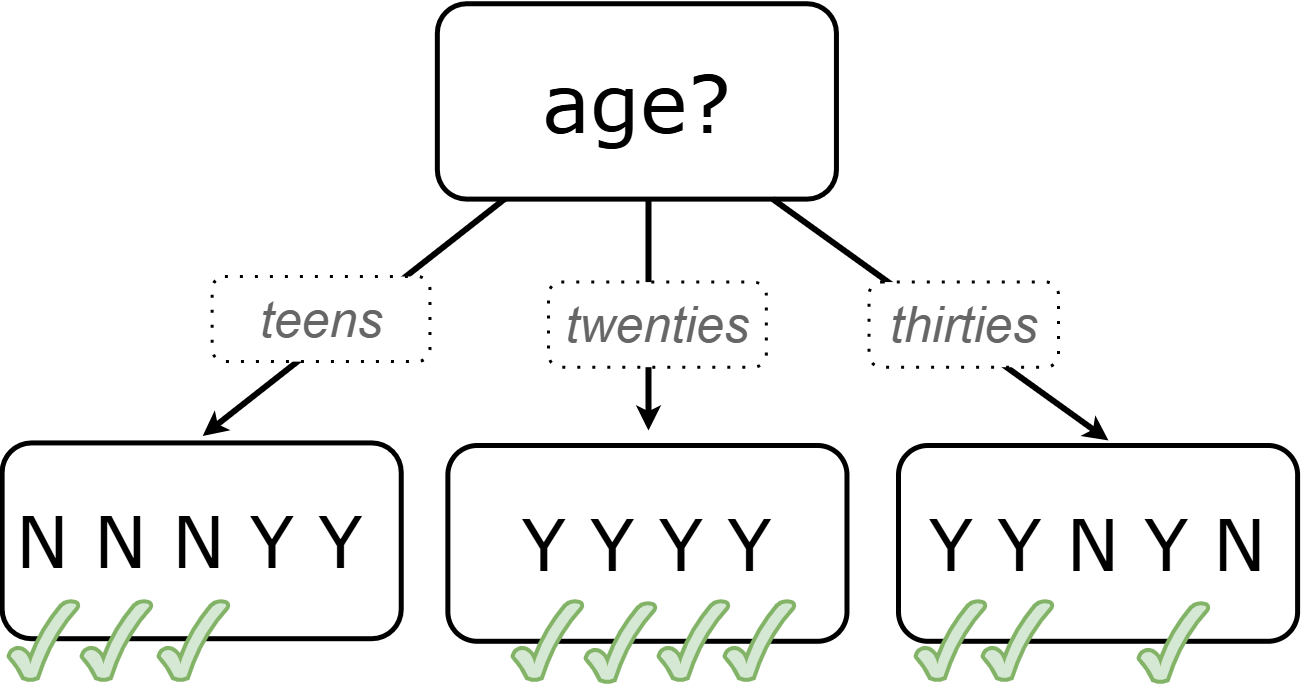 age?
teens
twenties
thirties
N N N Y Y
Y Y Y Y
Y Y N Y N